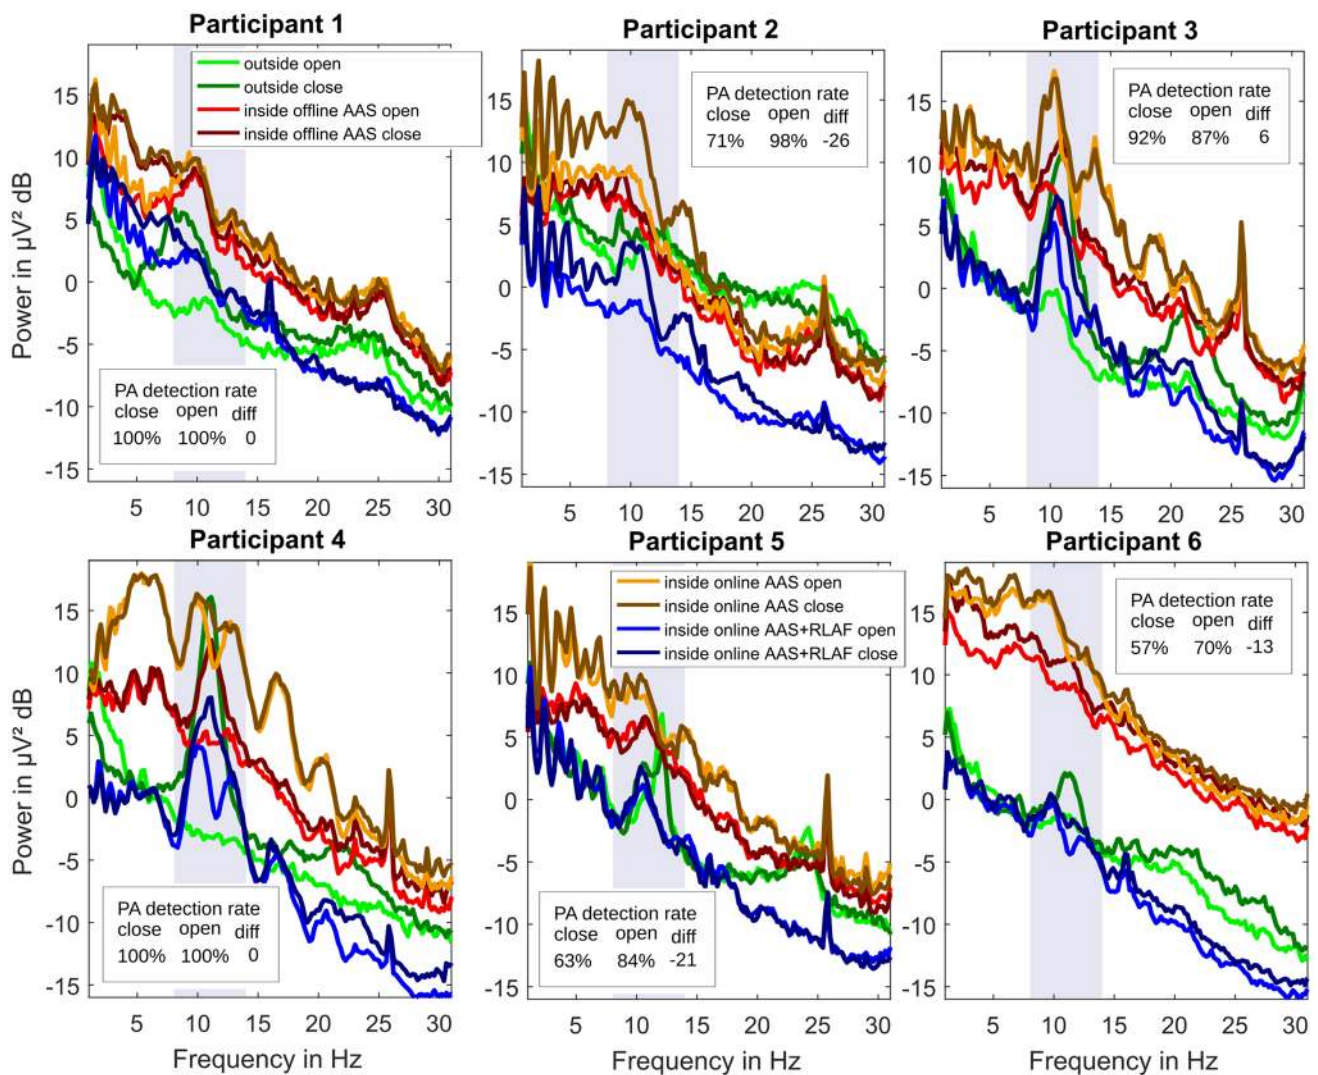 Participant 1
Participant 2
Participant 3
outside open
outside close
inside offline AAS open
inside offline AAS close
PA detection rate
close open diff
100% 100% 0
PA detection rate
close open diff
71% 98% -26
PA detection rate
close open diff
92% 87% 6
Power in µV² dB
15
10
5
0
-5
-10
-15
5 10 15 20 25 30
15
10
5
0
-5
-10
-15
5 10 15 20 25 30
15
10
5
0
-5
-10
-15
5 10 15 20 25 30
Participant 4
Participant 5
Participant 6
inside online AAS open
inside online AAS close
inside online AAS+RLAF open
inside online AAS+RLAF close
PA detection rate
close open diff
100% 100% 0
PA detection rate
close open diff
63% 84% -21
PA detection rate
close open diff
57% 70% -13
Power in µV² dB
15
10
5
0
-5
-10
-15
5 10 15 20 25 30
Frequency in Hz
15
10
5
0
-5
-10
-15
5 10 15 20 25 30
Frequency in Hz
15
10
5
0
-5
-10
-15
5 10 15 20 25 30
Frequency in Hz